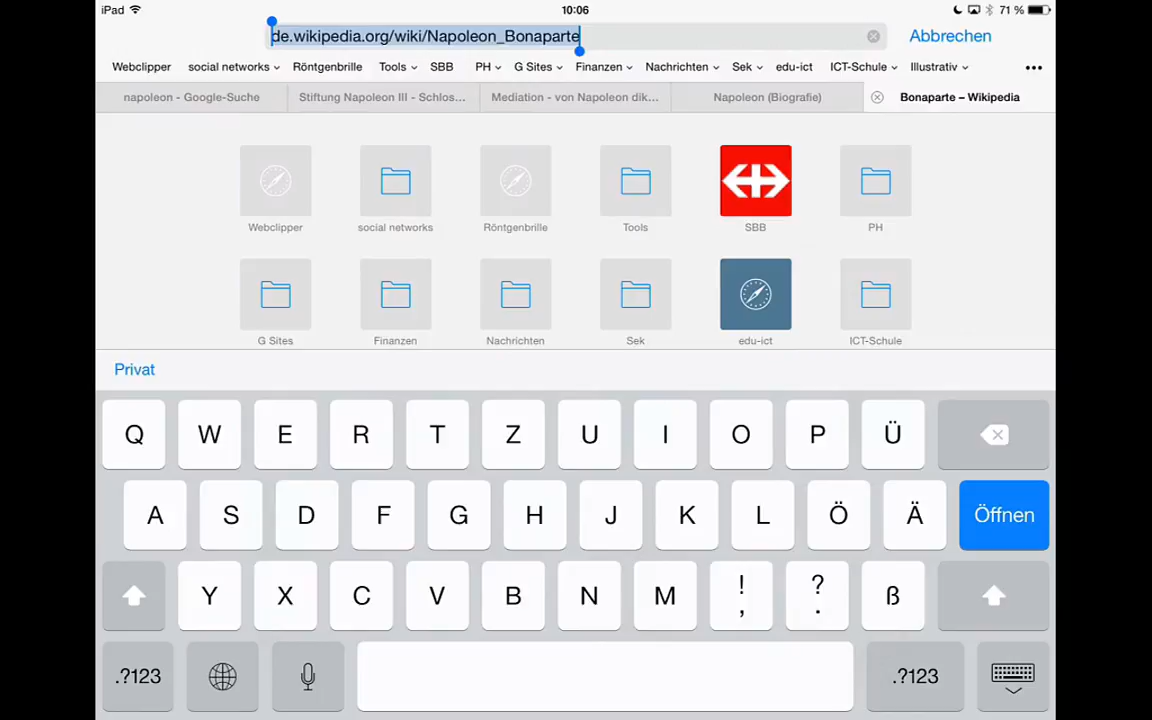 iPad 10:06 71 %
de.wikipedia.org/wiki/Napoleon_Bonaparte Abbrechen
Webclipper social networks Röntgenbrille Tools SBB PH G Sites Finanzen Nachrichten Sek edu-ict ICT-Schule Illustrativ •••
napoleon - Google-Suche Stiftung Napoleon III - Schlos... Mediation - von Napoleon dik... Napoleon (Biografie) Bonaparte – Wikipedia
Webclipper social networks Röntgenbrille Tools SBB PH
G Sites Finanzen Nachrichten Sek edu-ict ICT-Schule
Privat
Q W E R T Z U I O P Ü
A S D F G H J K L Ö Ä Öffnen
Y X C V B N M ! , ? . ß
.?123 .?123